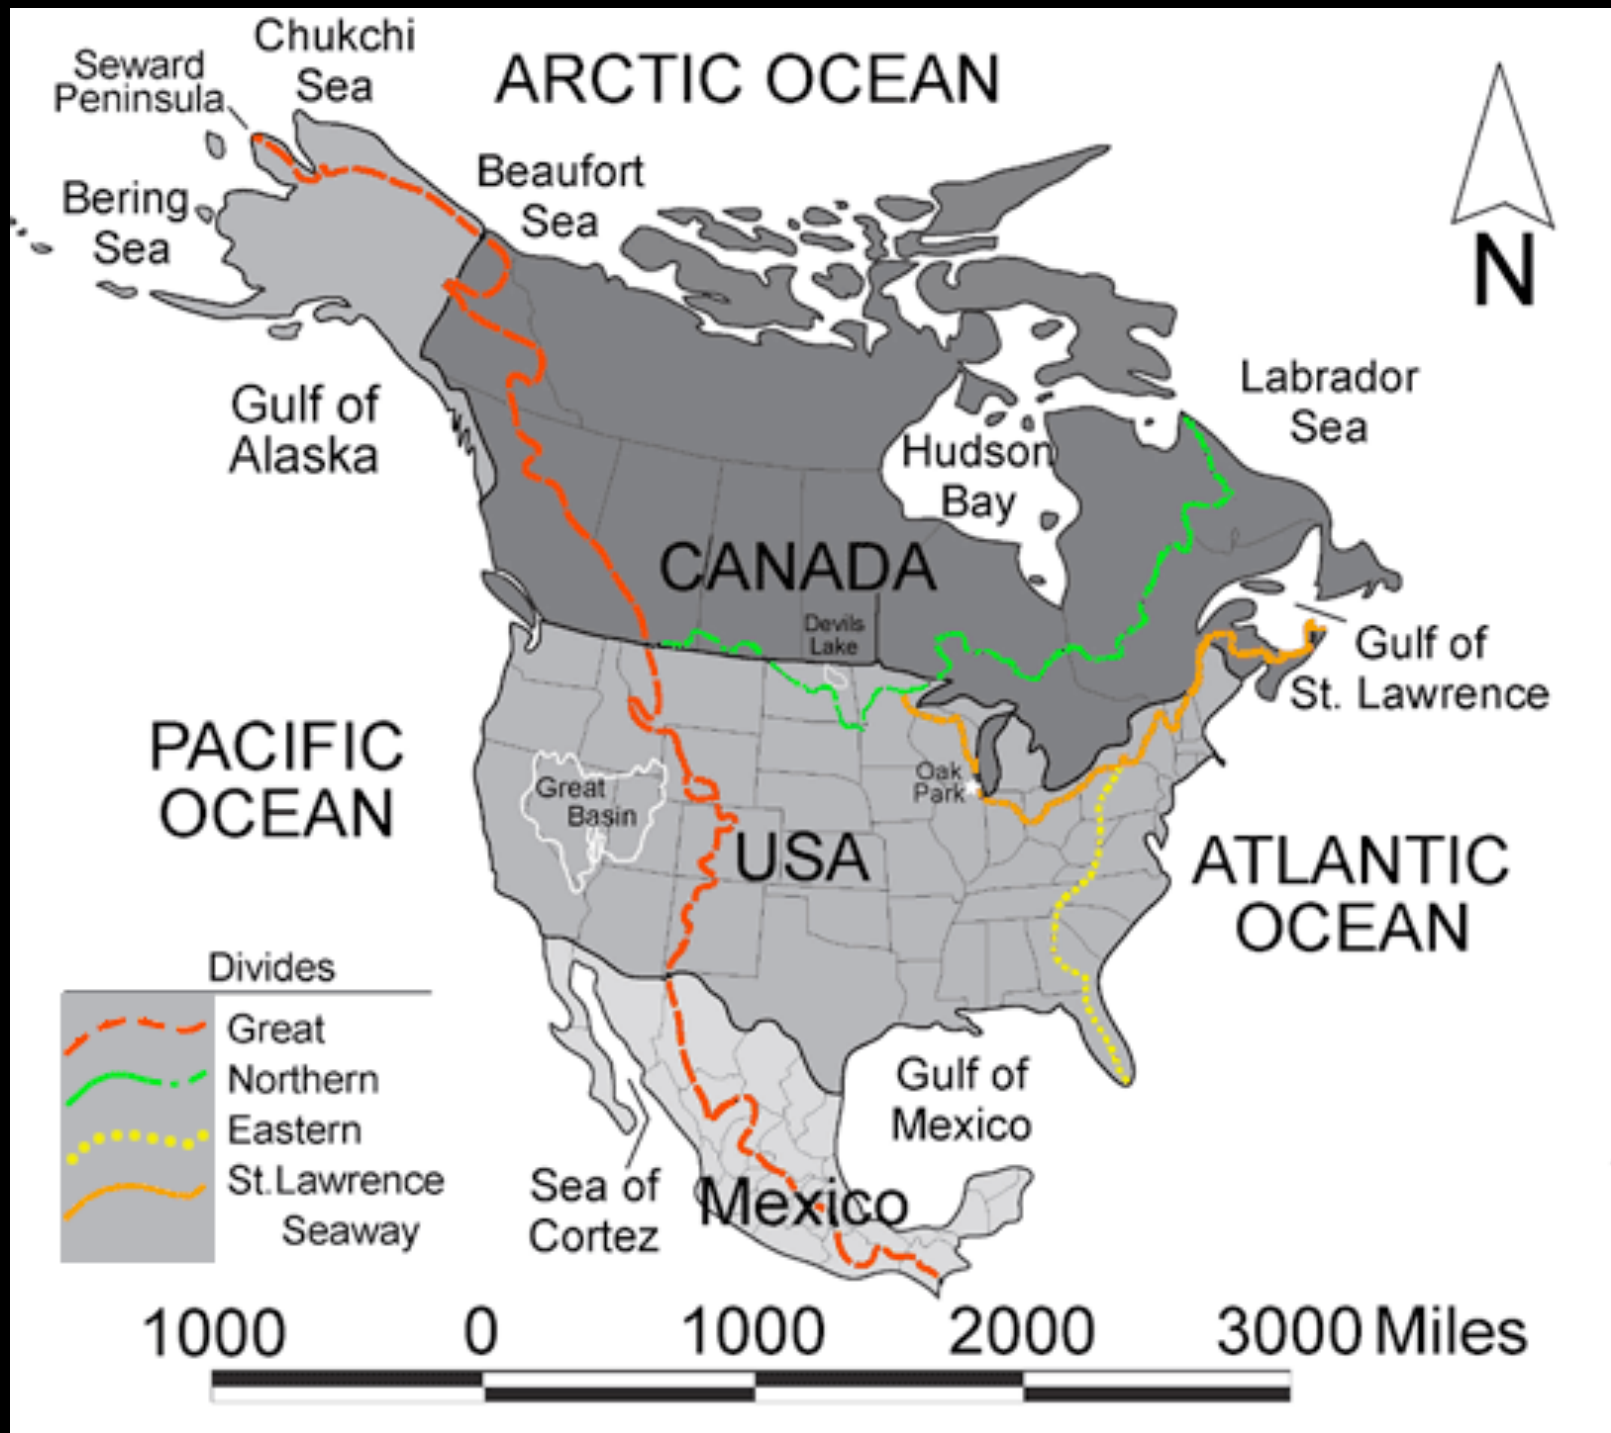 Chukchi
Sea
Seward
Peninsula
ARCTIC OCEAN
Beaufort
Sea
Bering
Sea
N
Labrador
Sea
Gulf of
Alaska
Hudson
Bay
CANADA
Devils
Lake
Gulf of
St. Lawrence
PACIFIC
OCEAN
Great
Basin
Oak
Park
USA
ATLANTIC
OCEAN
Divides
Great
Northern
Eastern
St.Lawrence
Seaway
Gulf of
Mexico
Sea of
Cortez
Mexico
1000 0 1000 2000 3000 Miles